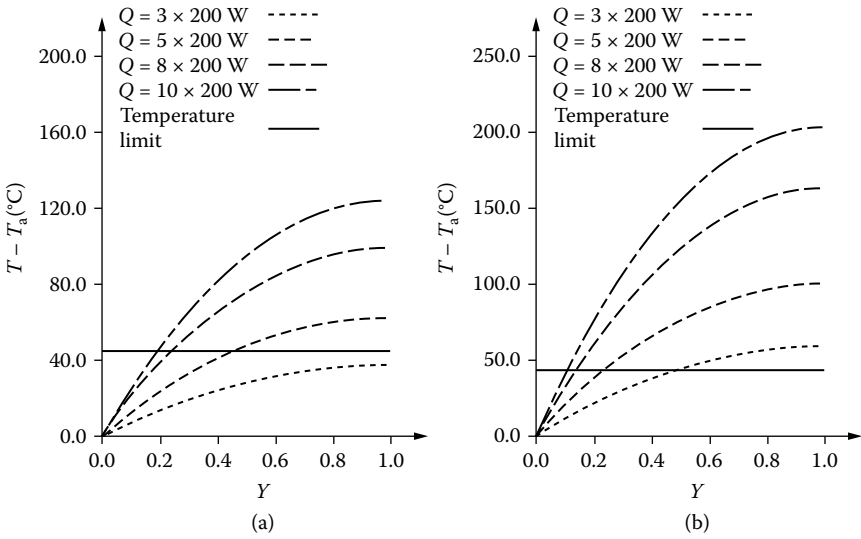 Q = 3 × 200 W
Q = 5 × 200 W
Q = 8 × 200 W
Q = 10 × 200 W
Temperature
limit
200.0
160.0
120.0
80.0
40.0
0.0
T – Ta(°C)
0.0 0.2 0.4 0.6 0.8 1.0
Y
(a)
Q = 3 × 200 W
Q = 5 × 200 W
Q = 8 × 200 W
Q = 10 × 200 W
Temperature
limit
250.0
200.0
150.0
100.0
50.0
0.0
T – Ta(°C)
0.0 0.2 0.4 0.6 0.8 1.0
Y
(b)